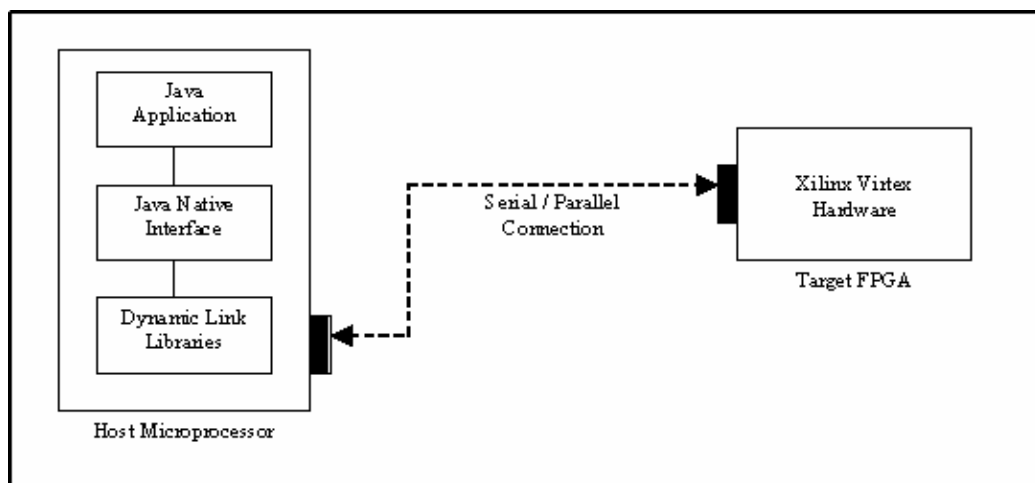 Java
Application
Java Native
Interface
Dynamic Link
Libraries
Host Microprocessor
Serial / Parallel
Connection
Xilinx Virtex
Hardware
Target FPGA